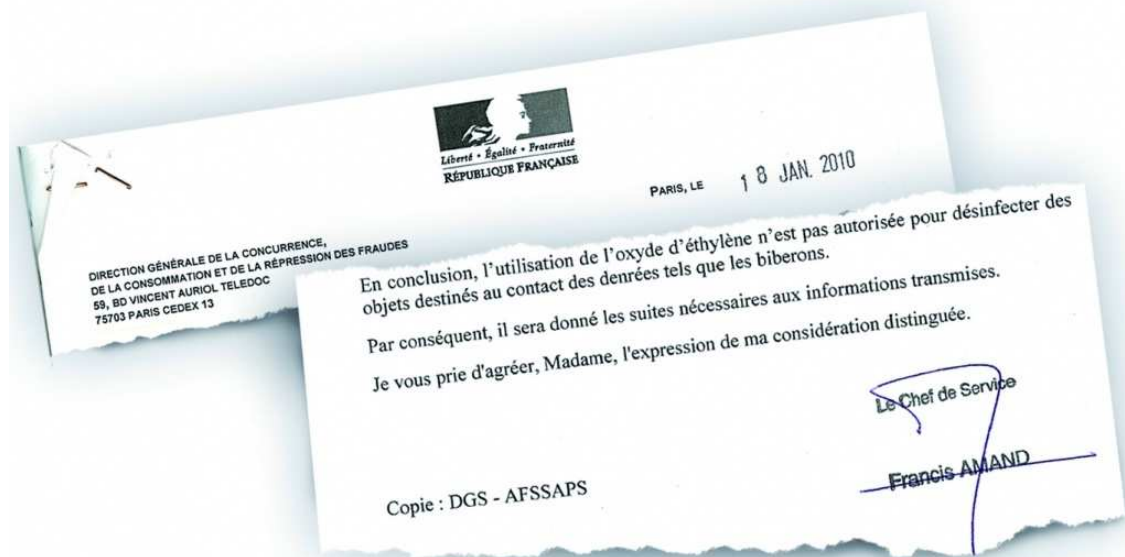 Liberté • Égalité • Fraternité
RÉPUBLIQUE FRANÇAISE
PARIS, LE 18 JAN. 2010
DIRECTION GÉNÉRALE DE LA CONCURRENCE,
DE LA CONSOMMATION ET DE LA RÉPRESSION DES FRAUDES
59, BD VINCENT AURIOL TELEDOC
75703 PARIS CEDEX 13
En conclusion, l'utilisation de l'oxyde d'éthylène n'est pas autorisée pour désinfecter des
objets destinés au contact des denrées tels que les biberons.
Par conséquent, il sera donné les suites nécessaires aux informations transmises.
Je vous prie d'agréer, Madame, l'expression de ma considération distinguée.
Le Chef de Service
Francis AMAND
Copie : DGS - AFSSAPS